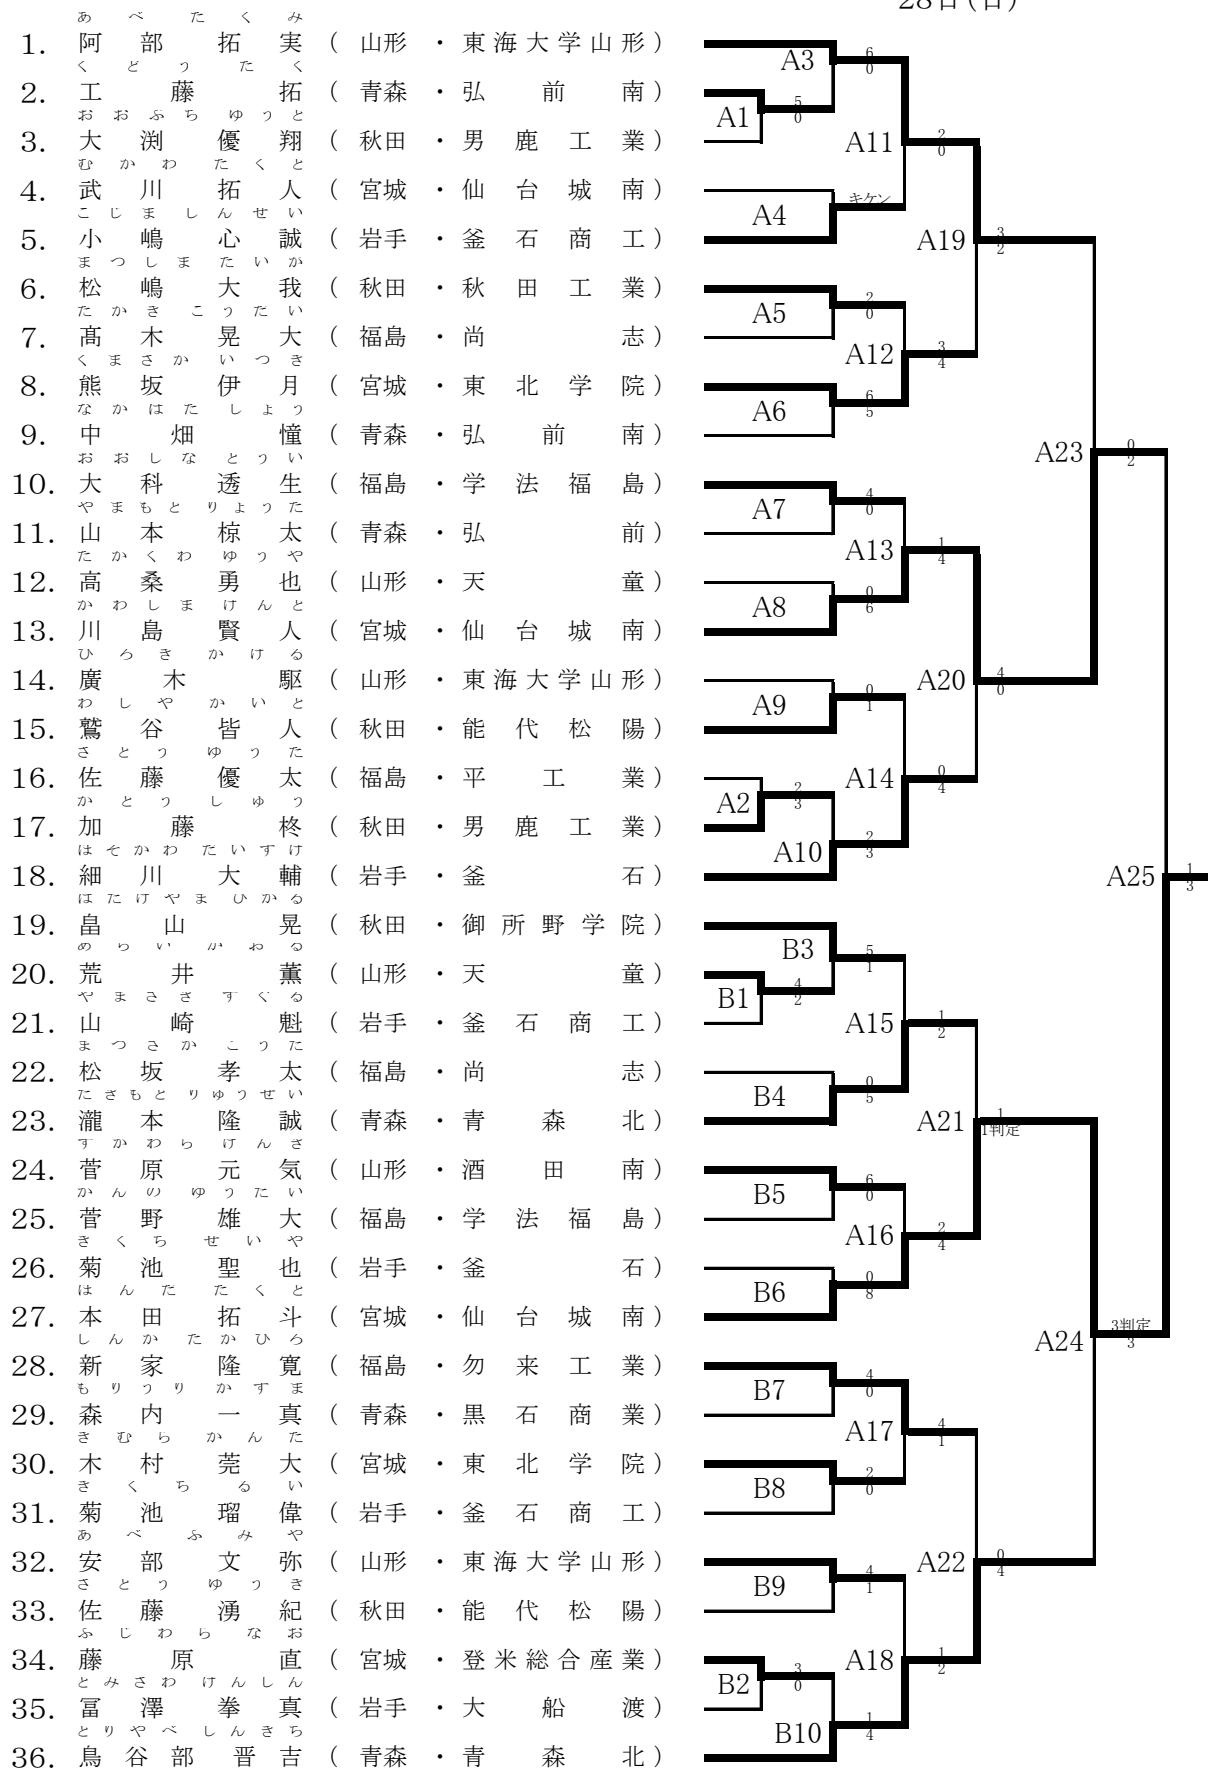 28日(日)
あべ たくみ
1. 阿部 拓実 (山形・東海大学山形)
くどう たく
2. 工藤 拓 (青森・弘前南)
おおぶち ゆうと
3. 大渕 優翔 (秋田・男鹿工業)
むかわ たくと
4. 武川 拓人 (宮城・仙台城南)
こじま しんせい
5. 小嶋 心誠 (岩手・釜石商工)
まつしま たいが
6. 松嶋 大我 (秋田・秋田工業)
たかぎ こうだい
7. 髙木 晃大 (福島・尚志)
くまさか いつき
8. 熊坂 伊月 (宮城・東北学院)
なかはた しょう
9. 中畑 憧 (青森・弘前南)
おおしな とうい
10. 大科 透生 (福島・学法福島)
やまもと りょうた
11. 山本 椋太 (青森・弘前)
たかくわ ゆうや
12. 高桑 勇也 (山形・天童)
かわしま けんと
13. 川島 賢人 (宮城・仙台城南)
ひろき かける
14. 廣木 駆 (山形・東海大学山形)
わしや かいと
15. 鷲谷 皆人 (秋田・能代松陽)
さとう ゆうた
16. 佐藤 優太 (福島・平工業)
かとう しゅう
17. 加藤 柊 (秋田・男鹿工業)
ほそかわ だいすけ
18. 細川 大輔 (岩手・釜石)
はたけやま ひかる
19. 畠山 晃 (秋田・御所野学院)
あらい かおる
20. 荒井 薫 (山形・天童)
やまさき すぐる
21. 山崎 魁 (岩手・釜石商工)
まつざか こうた
22. 松坂 孝太 (福島・尚志)
たきもと りゅうせい
23. 瀧本 隆誠 (青森・青森北)
すがわら げんき
24. 菅原 元気 (山形・酒田南)
かんの ゆうだい
25. 菅野 雄大 (福島・学法福島)
きくち せいや
26. 菊池 聖也 (岩手・釜石)
ほんだ たくと
27. 本田 拓斗 (宮城・仙台城南)
しんか たかひろ
28. 新家 隆寛 (福島・勿来工業)
もりうり かずま
29. 森内 一真 (青森・黒石商業)
きむら かんた
30. 木村 莞大 (宮城・東北学院)
きくち るい
31. 菊池 瑠偉 (岩手・釜石商工)
あべ ふみや
32. 安部 文弥 (山形・東海大学山形)
さとう ゆうき
33. 佐藤 湧紀 (秋田・能代松陽)
ふじわら なお
34. 藤原 直 (宮城・登米総合産業)
とみざわ けんしん
35. 冨澤 拳真 (岩手・大船渡)
とりやべ しんきち
36. 鳥谷部 晋吉 (青森・青森北)
A3 6 0
A1 5 0
A11 2 0
A4 キケン
A19 3 2
A5 2 0
A12 3 4
A6 6 5
A23 0 2
A7 4 0
A13 1 4
A8 0 6
A20 4 0
A9 0 1
A14 0 4
A2 2 3
A10 2 3
A25 1 3
B3 5 1
B1 4 2
A15 1 2
B4 0 5
A21 1 1判定
B5 6 0
A16 2 4
B6 0 8
A24 3判定 3
B7 4 0
A17 4 1
B8 2 0
A22 0 4
B9 4 1
A18 1 2
B2 3 0
B10 1 4